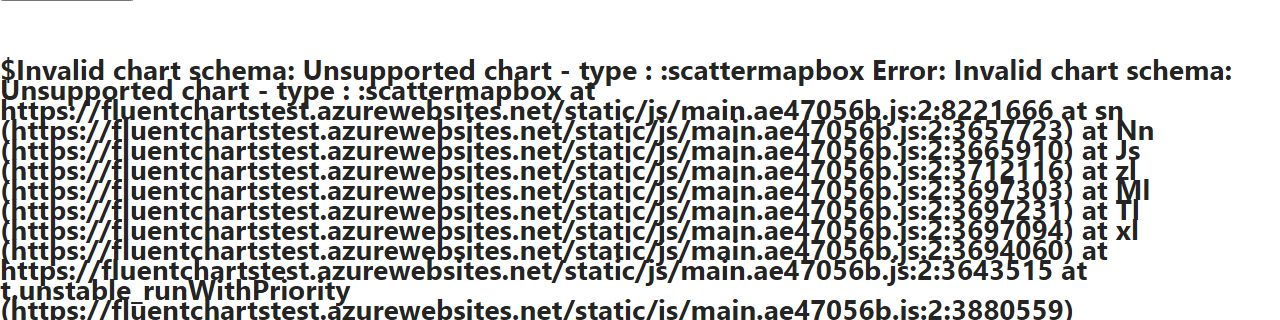 $Invalid chart schema: Unsupported chart - type : :scattermapbox Error: Invalid chart schema:
Unsupported chart - type : :scattermapbox at
https://fluentchartstest.azurewebsites.net/static/js/main.ae47056b.js:2:8221666 at sn
(https://fluentchartstest.azurewebsites.net/static/js/main.ae47056b.js:2:3657723) at Nn
(https://fluentchartstest.azurewebsites.net/static/js/main.ae47056b.js:2:3665910) at Js
(https://fluentchartstest.azurewebsites.net/static/js/main.ae47056b.js:2:3712116) at zl
(https://fluentchartstest.azurewebsites.net/static/js/main.ae47056b.js:2:3697303) at Ml
(https://fluentchartstest.azurewebsites.net/static/js/main.ae47056b.js:2:3697231) at Tl
(https://fluentchartstest.azurewebsites.net/static/js/main.ae47056b.js:2:3697094) at xl
(https://fluentchartstest.azurewebsites.net/static/js/main.ae47056b.js:2:3694060) at
https://fluentchartstest.azurewebsites.net/static/js/main.ae47056b.js:2:3643515 at
t.unstable_runWithPriority
(https://fluentchartstest.azurewebsites.net/static/js/main.ae47056b.js:2:3880559)